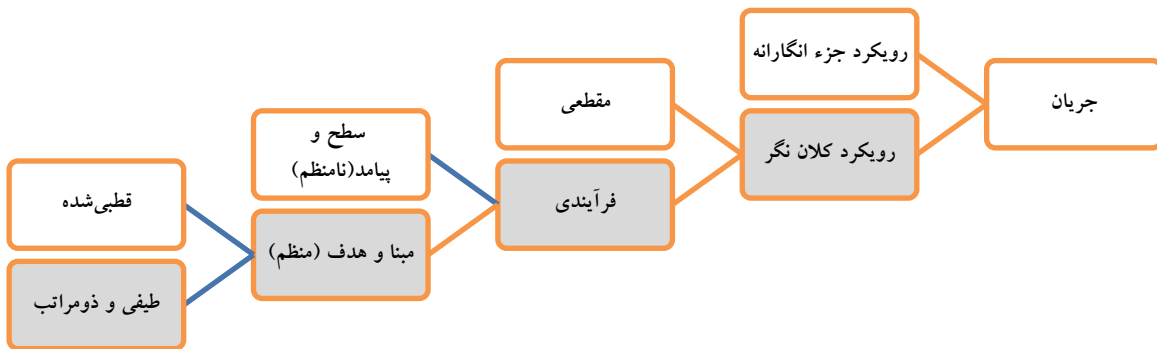 جریان
رویکرد جزء انگارانه
رویکرد کلان نگر
مقطعی
فرآیندی
سطح و
پیامد(نامنظم)
مبنا و هدف (منظم)
قطبی‌شده
طیفی و ذومراتب